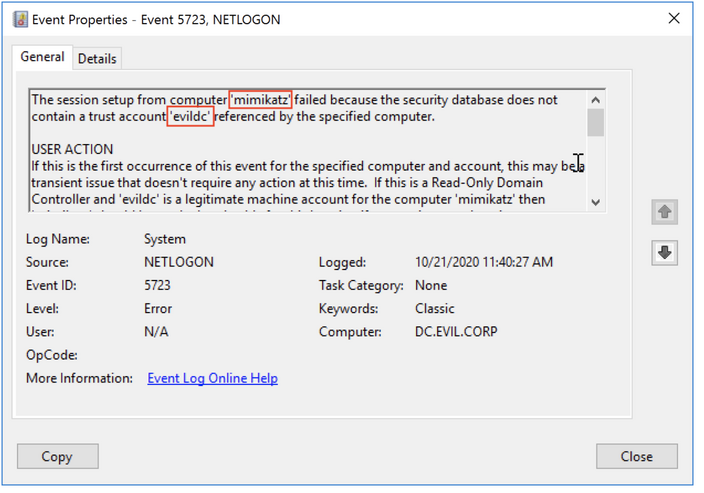 Event Properties - Event 5723, NETLOGON
General
Details
The session setup from computer 'mimikatz' failed because the security database does not
contain a trust account 'evildc' referenced by the specified computer.
USER ACTION
If this is the first occurrence of this event for the specified computer and account, this may be a
transient issue that doesn't require any action at this time. If this is a Read-Only Domain
Controller and 'evildc' is a legitimate machine account for the computer 'mimikatz' then
Log Name: System
Source: NETLOGON Logged: 10/21/2020 11:40:27 AM
Event ID: 5723 Task Category: None
Level: Error Keywords: Classic
User: N/A Computer: DC.EVIL.CORP
OpCode:
More Information: Event Log Online Help
Copy
Close